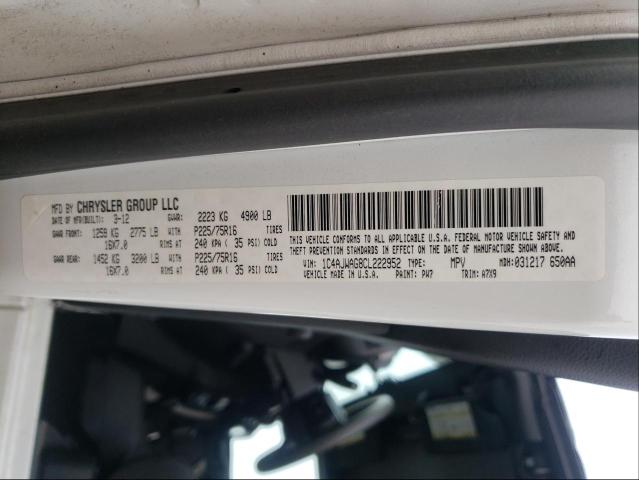 MFD BY CHRYSLER GROUP LLC
DATE OF MFR(BUILT): 3-12 GVWR: 2223 KG 4900 LB
GAWR FRONT 1259 KG 2775 LB WITH P225/75R16 TIRES
16X7.0 RIMS AT 240 KPA ( 35 PSI) COLD
GAWR REAR 1452 KG 3200 LB WITH P225/75R16 TIRES
16X7.0 RIMS AT 240 KPA ( 35 PSI) COLD
THIS VEHICLE CONFORMS TO ALL APPLICABLE U.S.A. FEDERAL MOTOR VEHICLE SAFETY AND
THEFT PREVENTION STANDARDS IN EFFECT ON THE DATE OF MANUFACTURE SHOWN ABOVE.
VIN: 1C4AJWAG8CL222952 TYPE: MPV MDH: 031217 650AA
VEHICLE MADE IN U.S.A. PAINT: PW7 TRIM: A7X9